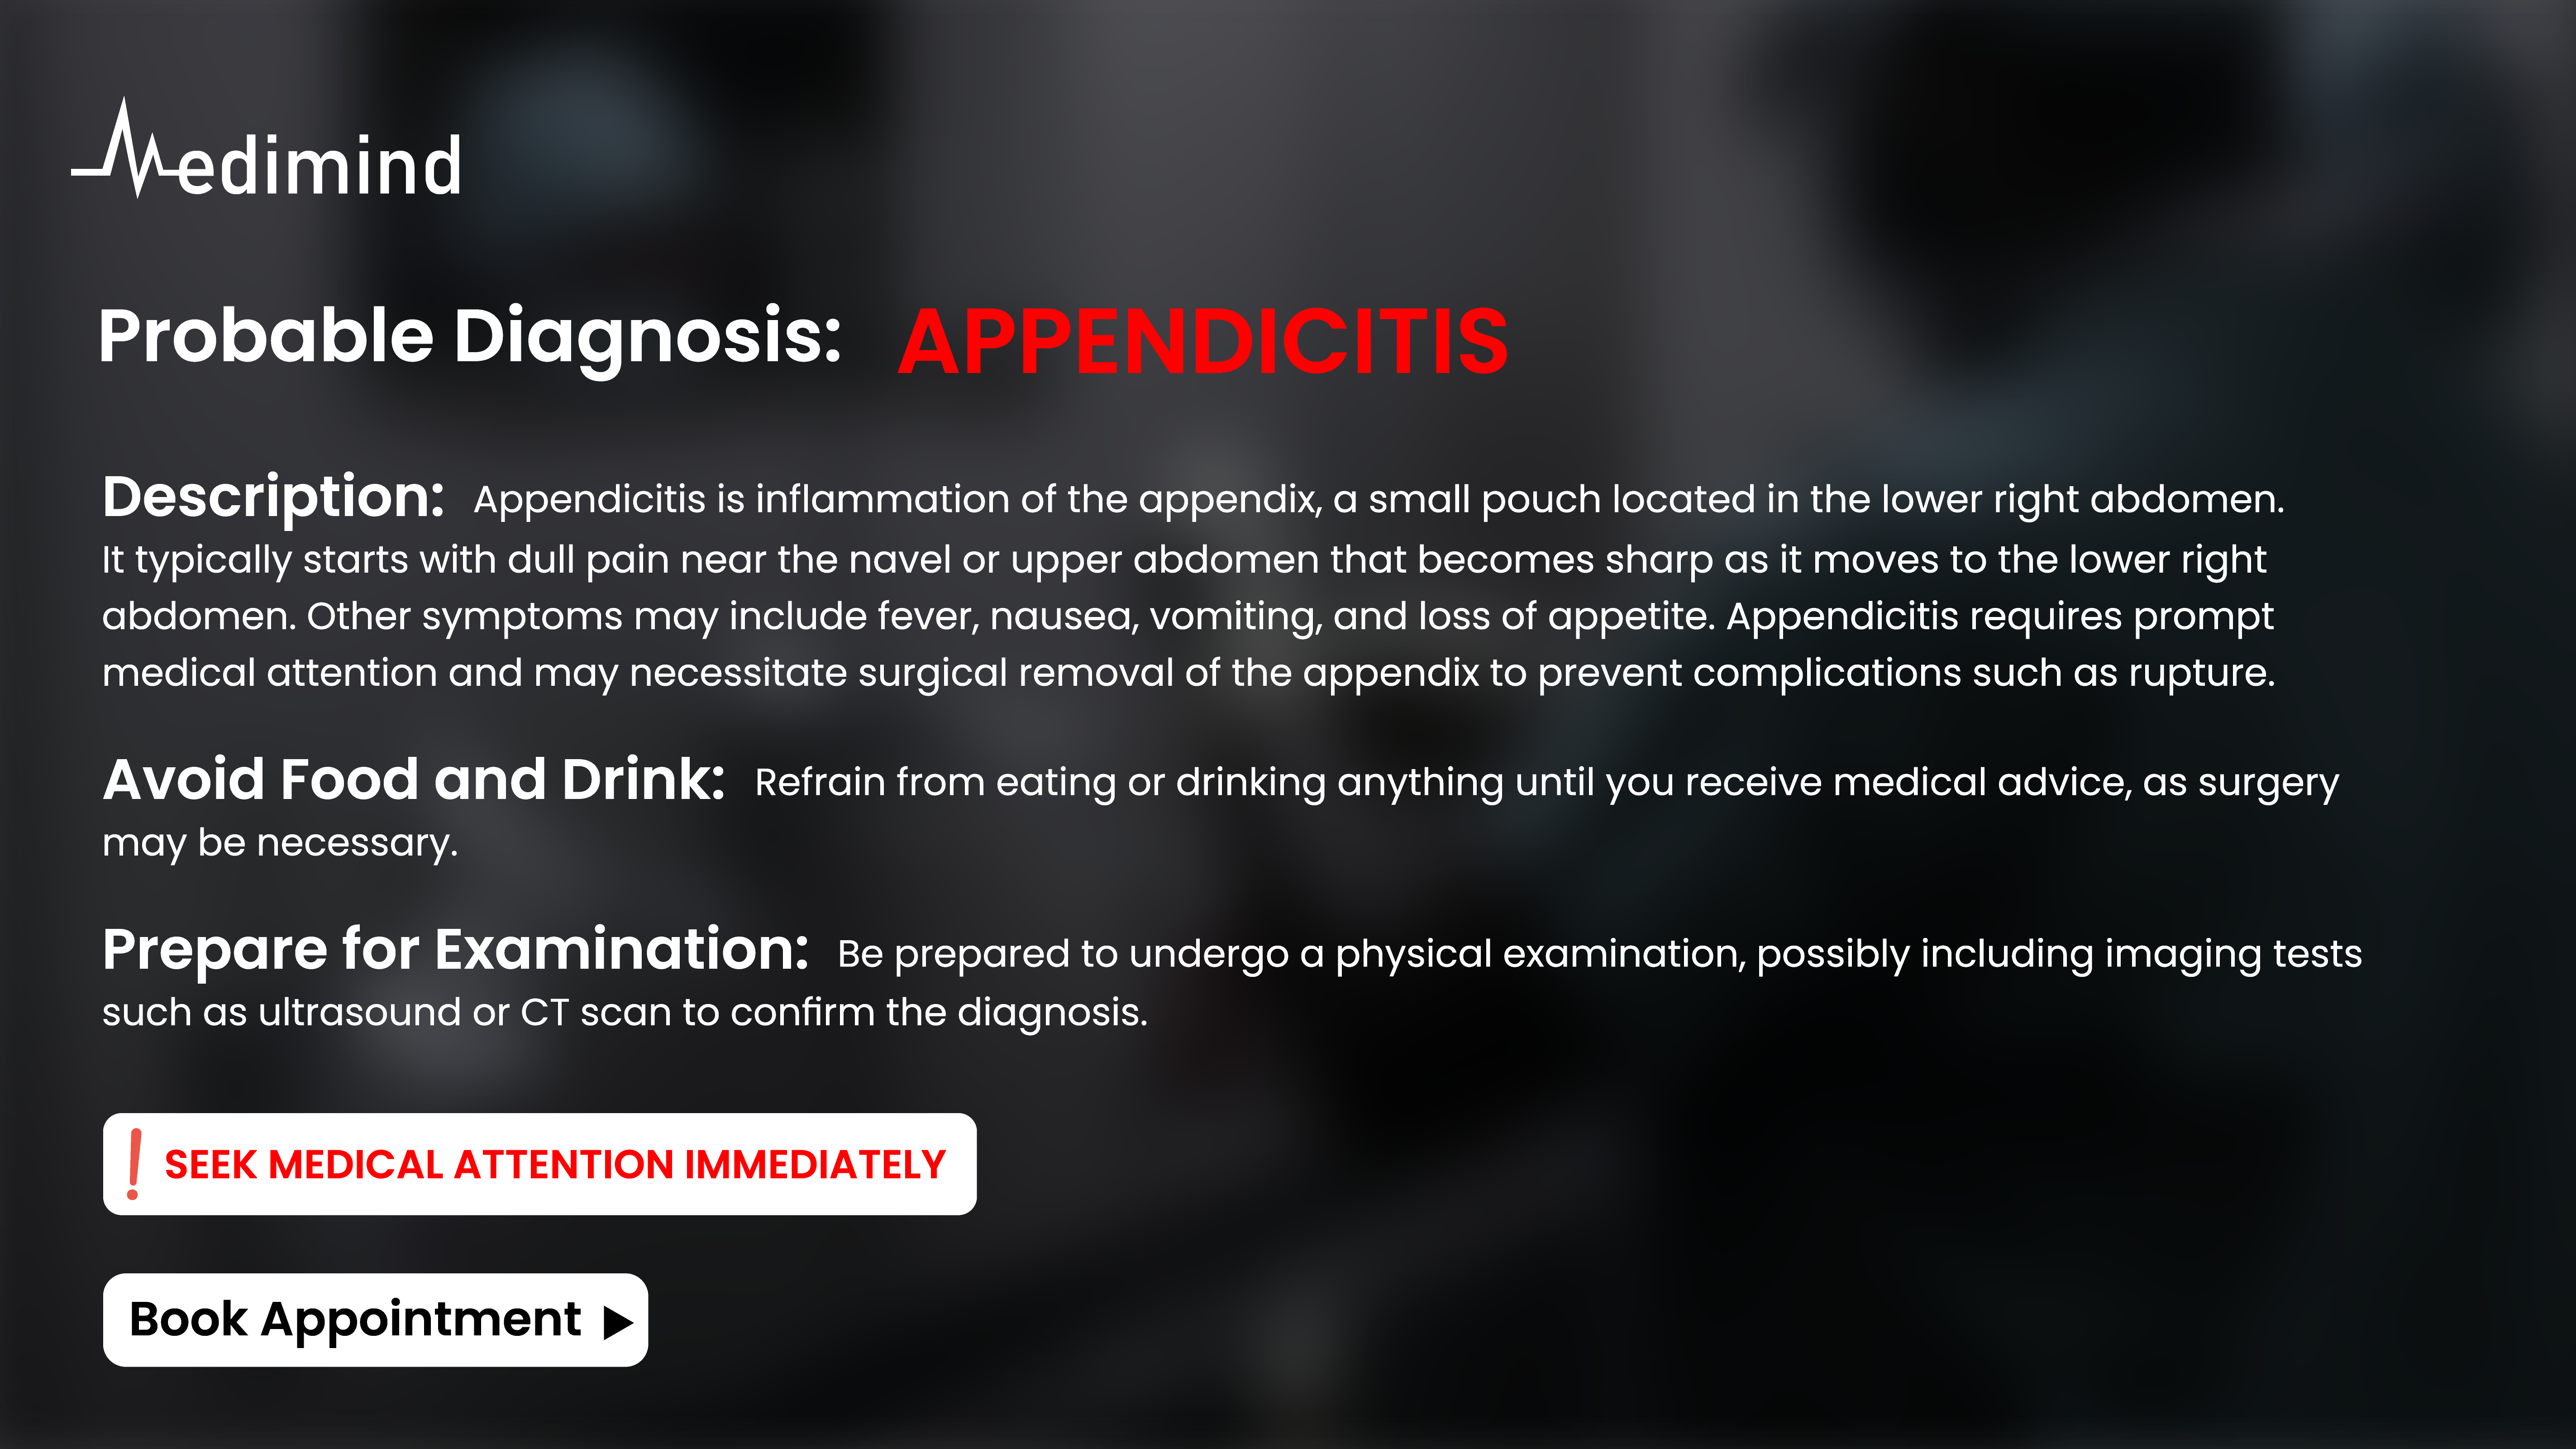 Medimind
Probable Diagnosis: APPENDICITIS
Description: Appendicitis is inflammation of the appendix, a small pouch located in the lower right abdomen.
It typically starts with dull pain near the navel or upper abdomen that becomes sharp as it moves to the lower right
abdomen. Other symptoms may include fever, nausea, vomiting, and loss of appetite. Appendicitis requires prompt
medical attention and may necessitate surgical removal of the appendix to prevent complications such as rupture.
Avoid Food and Drink: Refrain from eating or drinking anything until you receive medical advice, as surgery
may be necessary.
Prepare for Examination: Be prepared to undergo a physical examination, possibly including imaging tests
such as ultrasound or CT scan to confirm the diagnosis.
❗ SEEK MEDICAL ATTENTION IMMEDIATELY
Book Appointment ▶